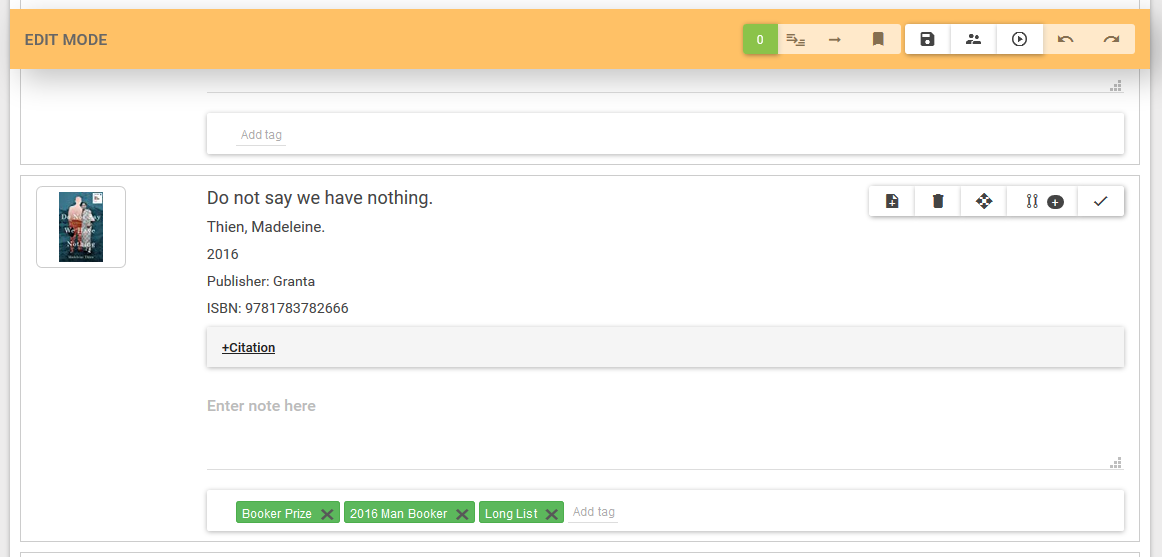 EDIT MODE
0
Add tag
Do not say we have nothing.
Thien, Madeleine.
2016
Publisher: Granta
ISBN: 9781783782666
Do Not Say
We Have
Nothing
+Citation
Enter note here
Booker Prize
2016 Man Booker
Long List
Add tag